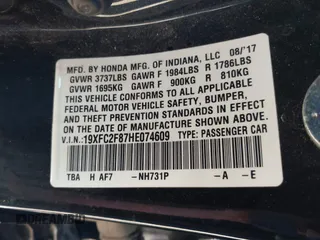 MFD. BY HONDA MFG. OF INDIANA, LLC 08/'17
GVWR 3737LBS GAWR F 1984LBS R 1786LBS
GVWR 1695KG GAWR F 900KG R 810KG
THIS VEHICLE CONFORMS TO ALL APPLICABLE
FEDERAL MOTOR VEHICLE SAFETY, BUMPER,
AND THEFT PREVENTION STANDARDS IN EFFECT
ON THE DATE OF MANUFACTURE SHOWN ABOVE.
V.I.N.:19XFC2F87HE074609 TYPE: PASSENGER CAR
TBA H AF7 -NH731P -A -E